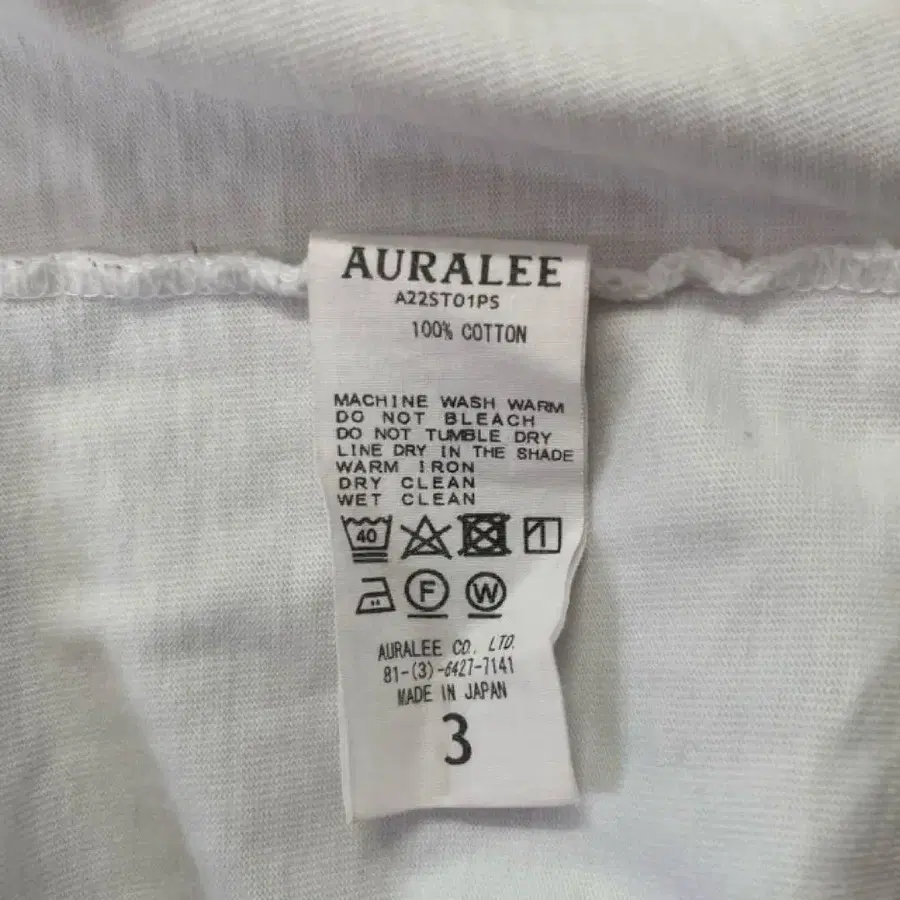 AURALEE
A22ST01PS
100% COTTON
MACHINE WASH WARM
DO NOT BLEACH
DO NOT TUMBLE DRY
LINE DRY IN THE SHADE
WARM IRON
DRY CLEAN
WET CLEAN
40
F W
AURALEE CO., LTD.
81-(3)-6427-7141
MADE IN JAPAN
3